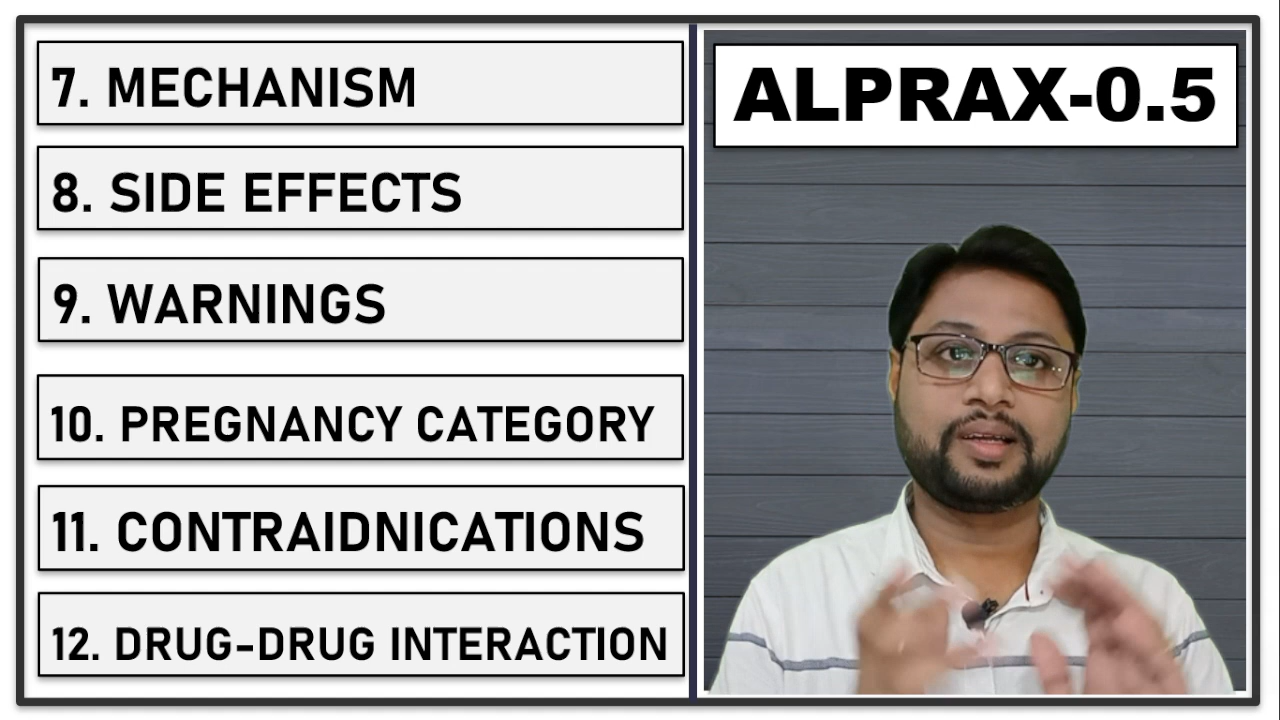 7. MECHANISM
8. SIDE EFFECTS
9. WARNINGS
10. PREGNANCY CATEGORY
11. CONTRAIDNICATIONS
12. DRUG-DRUG INTERACTION
ALPRAX-0.5